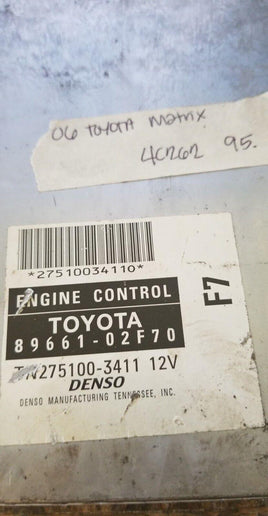 06 TOYOTA Matrix
4C262 95.
*27510034110*
ENGINE CONTROL
F7
TOYOTA
89661-02F70
TN275100-3411 12V
DENSO
DENSO MANUFACTURING TENNESSEE, INC.